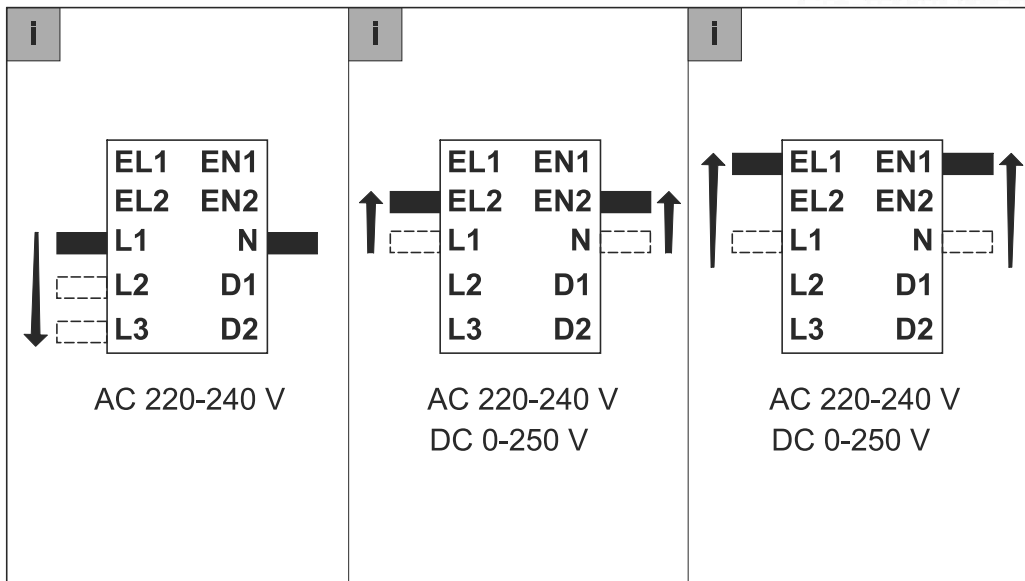 i
EL1 EN1
EL2 EN2
L1 N
L2 D1
L3 D2
AC 220-240 V
i
EL1 EN1
EL2 EN2
L1 N
L2 D1
L3 D2
AC 220-240 V
DC 0-250 V
i
EL1 EN1
EL2 EN2
L1 N
L2 D1
L3 D2
AC 220-240 V
DC 0-250 V